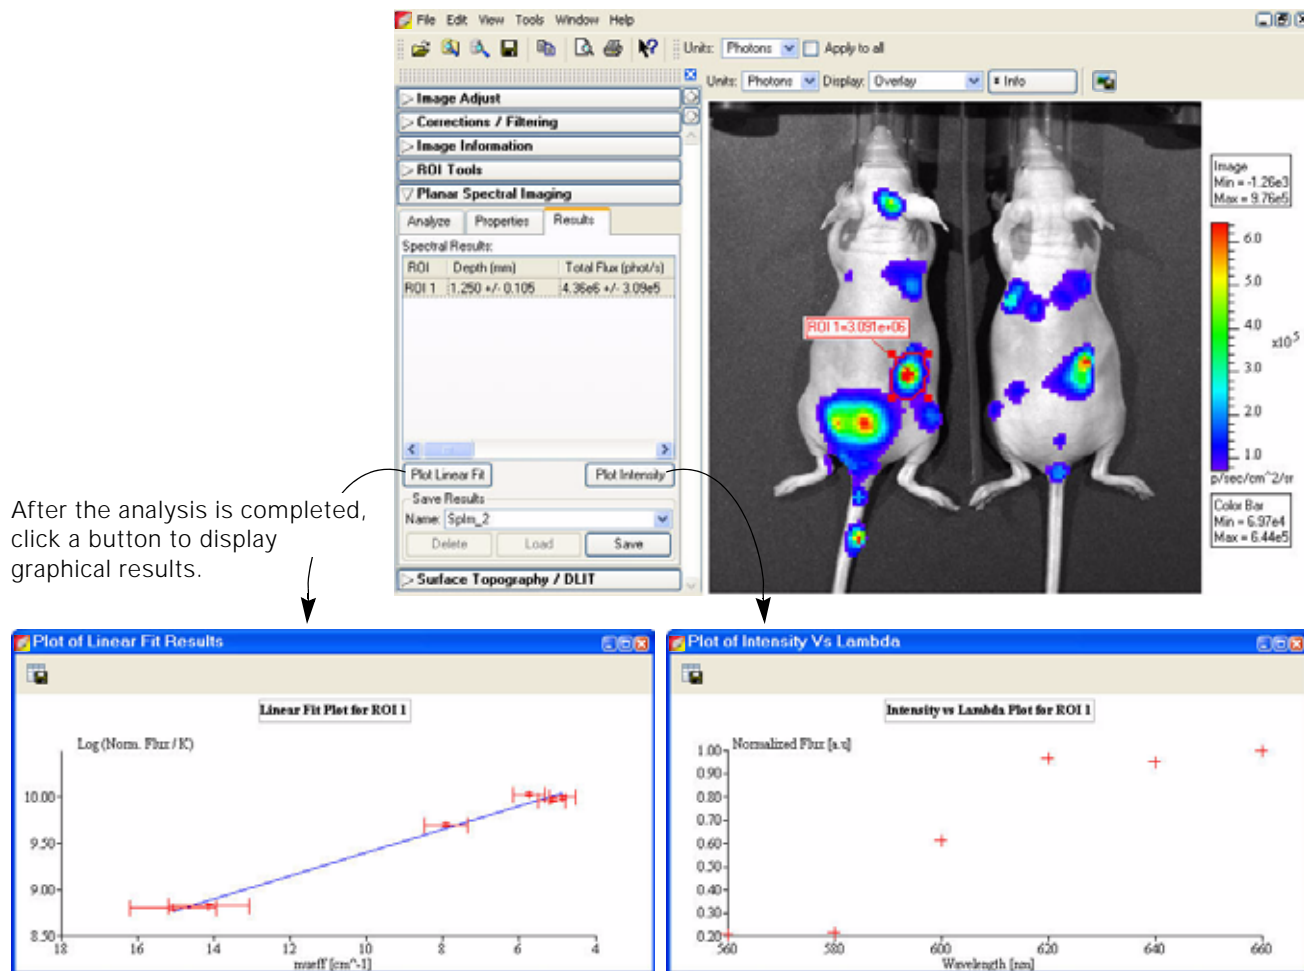 File Edit View Tools Window Help
Units: Photons Apply to all
Units: Photons Display: Overlay Info
Image Adjust
Corrections / Filtering
Image Information
ROI Tools
Planar Spectral Imaging
Analyze Properties Results
Spectral Results:
ROI Depth (mm) Total Flux (phot/s)
ROI 1 1.250 +/- 0.105 4.36e6 +/- 3.09e5
Plot Linear Fit Plot Intensity
Save Results
Name: Splm_2
Delete Load Save
Surface Topography / DLIT
ROI 1=3.091e+06
Image
Min = -1.26e3
Max = 9.76e5
6.0
4.0
x10^5
3.0
2.0
1.0
p/sec/cm^2/sr
Color Bar
Min = 6.97e4
Max = 6.44e5
After the analysis is completed,
click a button to display
graphical results.
Plot of Linear Fit Results
Linear Fit Plot for ROI 1
Log (Norm. Flux / K)
10.00
9.50
9.00
8.50
18 16 14 12 10 8 6 4
mueff [cm^-1]
Plot of Intensity Vs Lambda
Intensity vs Lambda Plot for ROI 1
Normalized Flux [a.u]
1.00
0.90
0.80
0.70
0.60
0.50
0.40
0.30
0.20
560 580 600 620 640 660
Wavelength [nm]